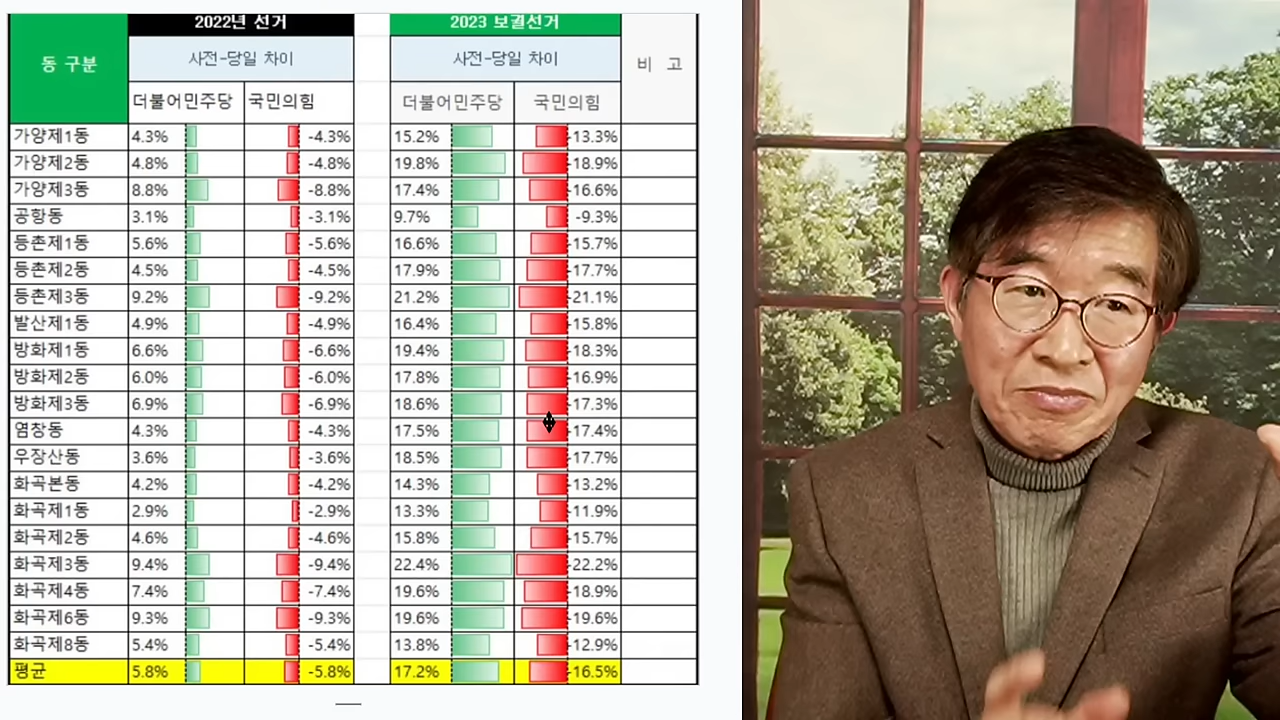 2022년 선거 2023 보궐선거
동 구분 사전-당일 차이 사전-당일 차이 비 고
더불어민주당 국민의힘 더불어민주당 국민의힘
가양제1동 4.3% -4.3% 15.2% -13.3%
가양제2동 4.8% -4.8% 19.8% -18.9%
가양제3동 8.8% -8.8% 17.4% -16.6%
공항동 3.1% -3.1% 9.7% -9.3%
등촌제1동 5.6% -5.6% 16.6% -15.7%
등촌제2동 4.5% -4.5% 17.9% -17.7%
등촌제3동 9.2% -9.2% 21.2% -21.1%
발산제1동 4.9% -4.9% 16.4% -15.8%
방화제1동 6.6% -6.6% 19.4% -18.3%
방화제2동 6.0% -6.0% 17.8% -16.9%
방화제3동 6.9% -6.9% 18.6% -17.3%
염창동 4.3% -4.3% 17.5% -17.4%
우장산동 3.6% -3.6% 18.5% -17.7%
화곡본동 4.2% -4.2% 14.3% -13.2%
화곡제1동 2.9% -2.9% 13.3% -11.9%
화곡제2동 4.6% -4.6% 15.8% -15.7%
화곡제3동 9.4% -9.4% 22.4% -22.2%
화곡제4동 7.4% -7.4% 19.6% -18.9%
화곡제6동 9.3% -9.3% 19.6% -19.6%
화곡제8동 5.4% -5.4% 13.8% -12.9%
평균 5.8% -5.8% 17.2% -16.5%